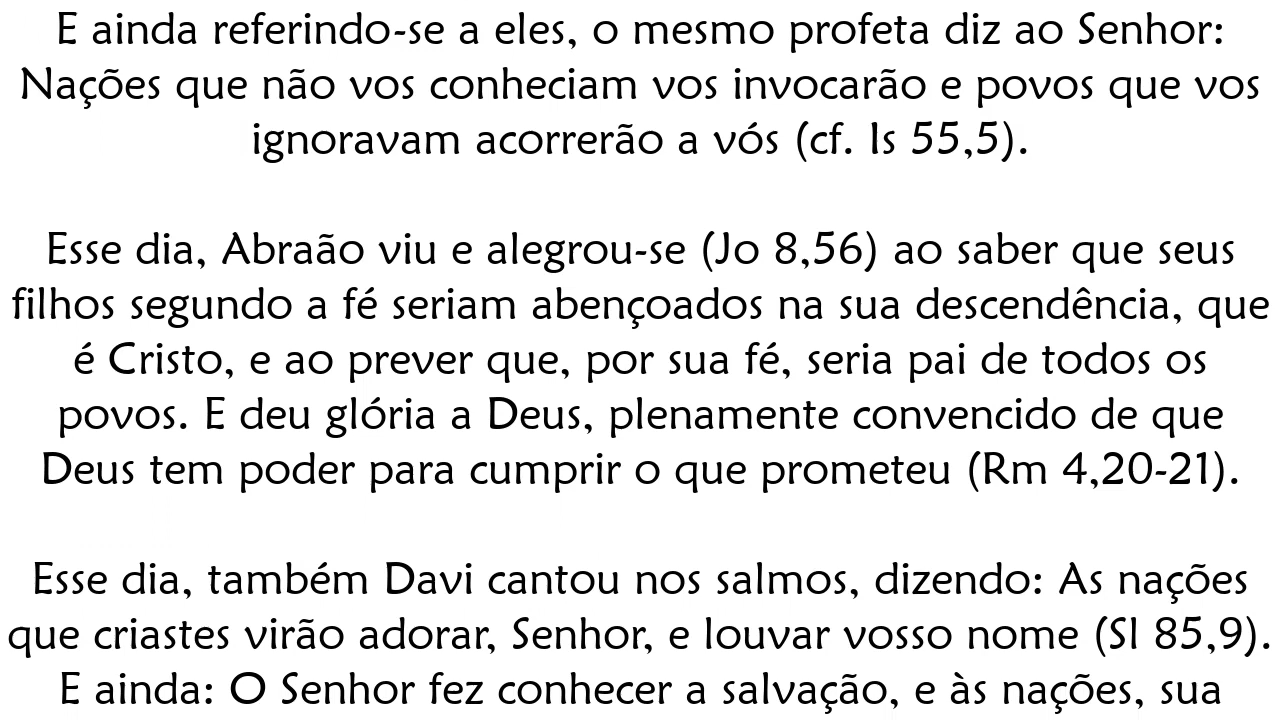 E ainda referindo-se a eles, o mesmo profeta diz ao Senhor:
Nações que não vos conheciam vos invocarão e povos que vos
ignoravam acorrerão a vós (cf. Is 55,5).
Esse dia, Abraão viu e alegrou-se (Jo 8,56) ao saber que seus
filhos segundo a fé seriam abençoados na sua descendência, que
é Cristo, e ao prever que, por sua fé, seria pai de todos os
povos. E deu glória a Deus, plenamente convencido de que
Deus tem poder para cumprir o que prometeu (Rm 4,20-21).
Esse dia, também Davi cantou nos salmos, dizendo: As nações
que criastes virão adorar, Senhor, e louvar vosso nome (Sl 85,9).
E ainda: O Senhor fez conhecer a salvação, e às nações, sua